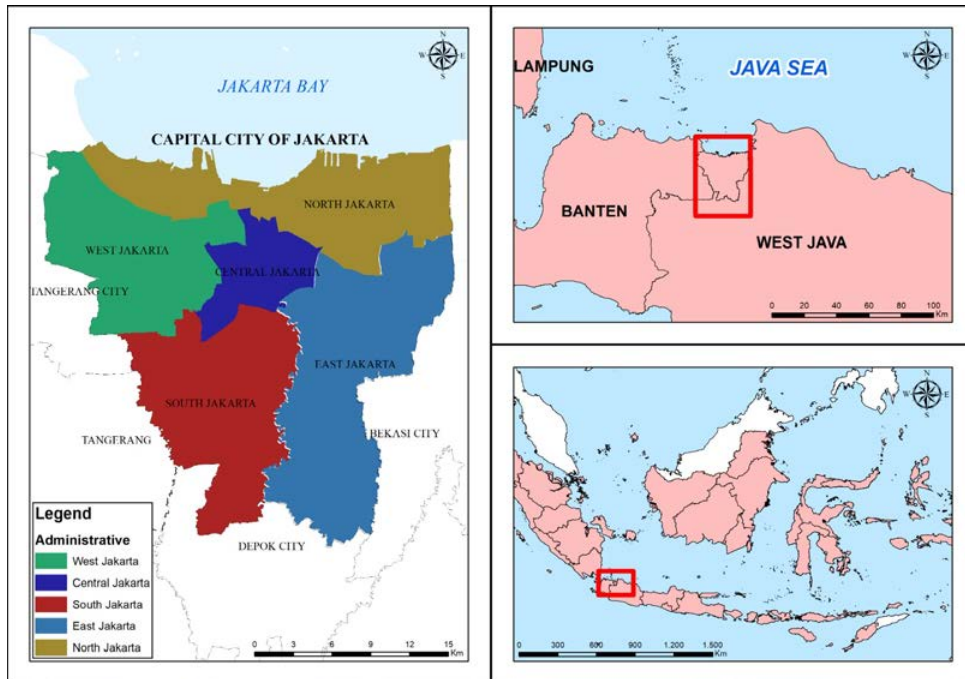 N
W E
S
JAKARTA BAY
CAPITAL CITY OF JAKARTA
NORTH JAKARTA
WEST JAKARTA
CENTRAL JAKARTA
TANGERANG CITY
EAST JAKARTA
SOUTH JAKARTA
TANGERANG
BEKASI CITY
DEPOK CITY
Legend
Administrative
West Jakarta
Central Jakarta
South Jakarta
East Jakarta
North Jakarta
0 3 6 9 12 15
Km
N
W E
S
LAMPUNG
JAVA SEA
BANTEN
WEST JAVA
0 20 40 60 80 100
Km
N
W E
S
0 300 600 900 1.200 1.500
Km